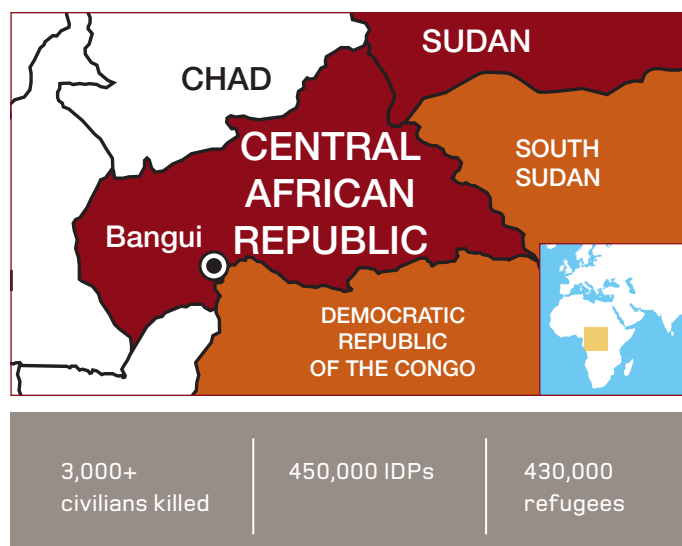 SUDAN
CHAD
CENTRAL
AFRICAN
REPUBLIC
SOUTH
SUDAN
Bangui
DEMOCRATIC
REPUBLIC
OF THE CONGO
3,000+
civilians killed
450,000 IDPs
430,000
refugees